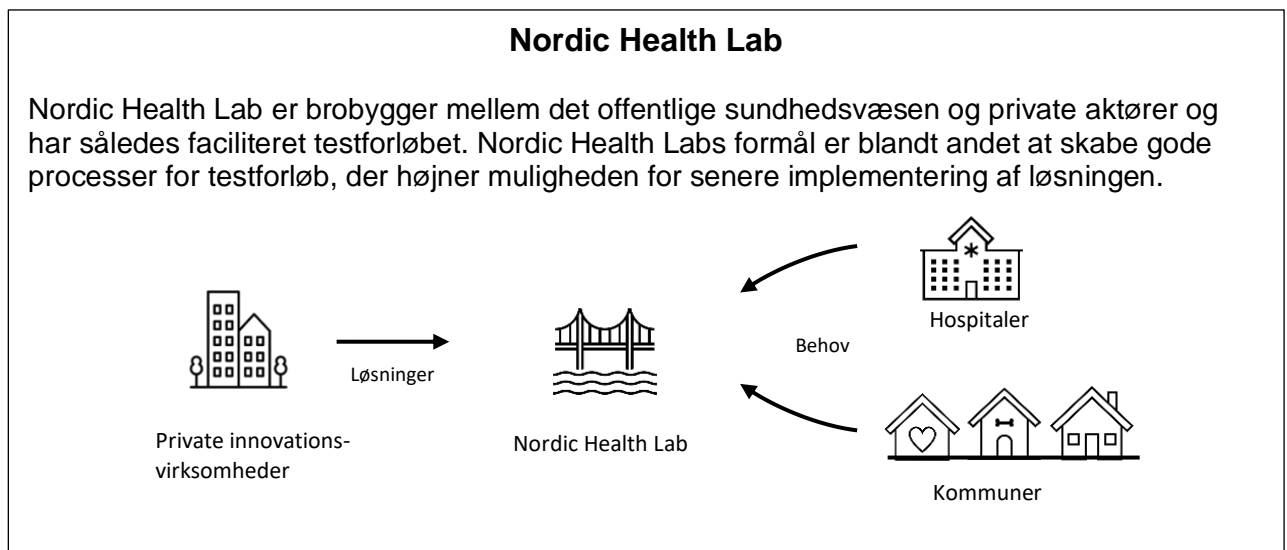 Nordic Health Lab
Nordic Health Lab er brobygger mellem det offentlige sundhedsvæsen og private aktører og
har således faciliteret testforløbet. Nordic Health Labs formål er blandt andet at skabe gode
processer for testforløb, der højner muligheden for senere implementering af løsningen.
Hospitaler
Behov
Løsninger
Private innovations-
virksomheder
Nordic Health Lab
Kommuner